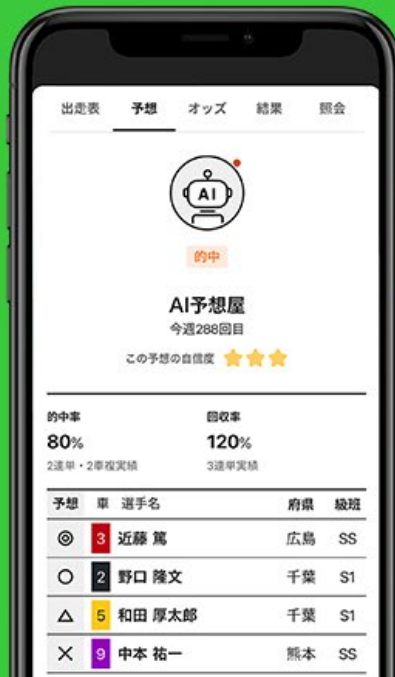 出走表 予想 オッズ 結果 照会
AI
的中
AI予想屋
今週288回目
この予想の自信度
的中率 回収率
80% 120%
2連単・2車複実績 3連単実績
予想 車 選手名 府県 級班
◎ 3 近藤 篤 広島 SS
○ 2 野口 隆文 千葉 S1
△ 5 和田 厚太郎 千葉 S1
× 9 中本 祐一 熊本 SS